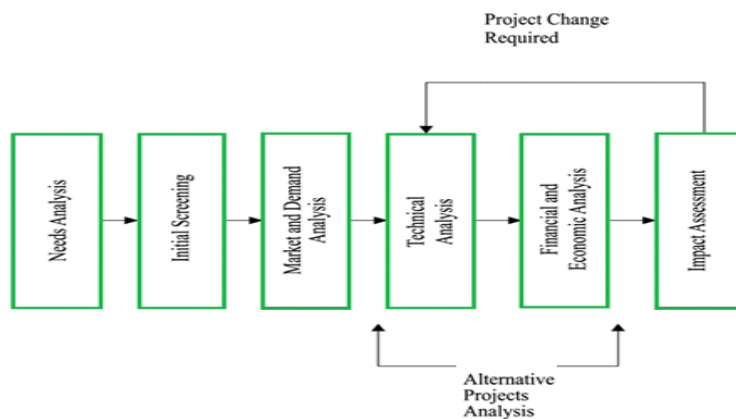 Project Change
Required
Needs Analysis
Initial Screening
Market and Demand
Analysis
Technical
Analysis
Financial and
Economic Analysis
Impact Assessment
Alternative
Projects
Analysis